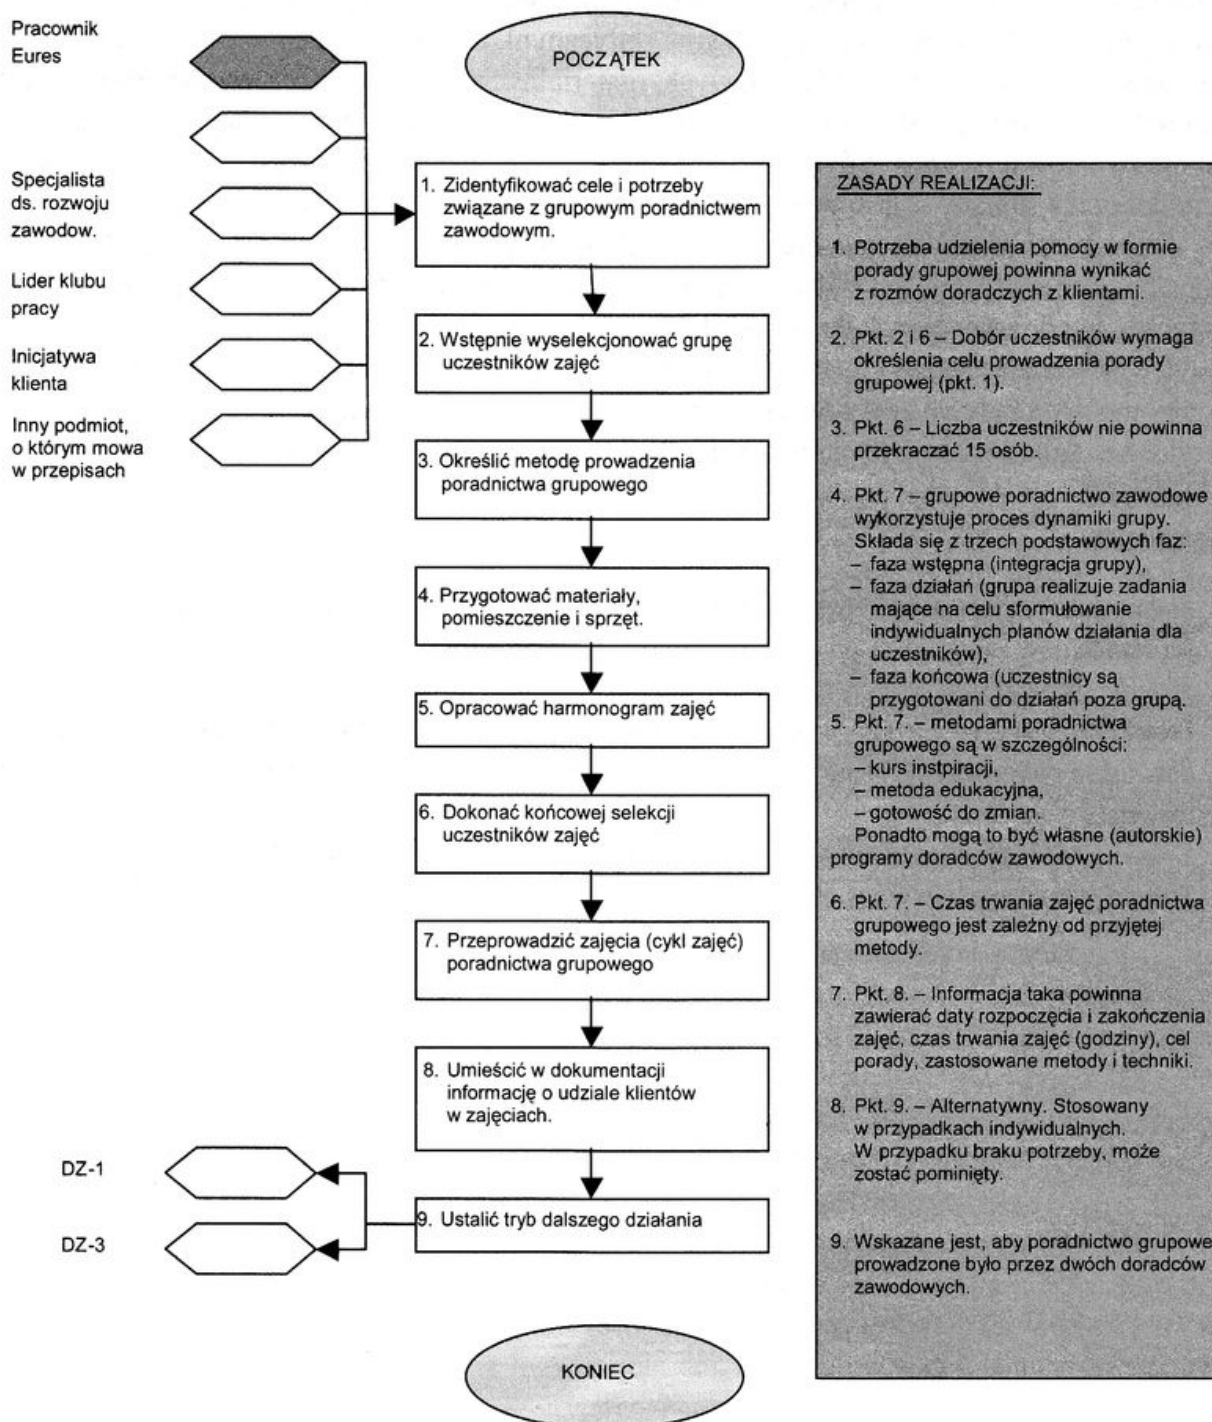 Pracownik
Eures
Specjalista
ds. rozwoju
zawodow.
Lider klubu
pracy
Inicjatywa
klienta
Inny podmiot,
o którym mowa
w przepisach
POCZĄTEK
1. Zidentyfikować cele i potrzeby
związane z grupowym poradnictwem
zawodowym.
2. Wstępnie wyselekcjonować grupę
uczestników zajęć
3. Określić metodę prowadzenia
poradnictwa grupowego
4. Przygotować materiały,
pomieszczenie i sprzęt.
5. Opracować harmonogram zajęć
6. Dokonać końcowej selekcji
uczestników zajęć
7. Przeprowadzić zajęcia (cykl zajęć)
poradnictwa grupowego
8. Umieścić w dokumentacji
informację o udziale klientów
w zajęciach.
9. Ustalić tryb dalszego działania
DZ-1
DZ-3
KONIEC
ZASADY REALIZACJI:
1. Potrzeba udzielenia pomocy w formie
porady grupowej powinna wynikać
z rozmów doradczych z klientami.
2. Pkt. 2 i 6 – Dobór uczestników wymaga
określenia celu prowadzenia porady
grupowej (pkt. 1).
3. Pkt. 6 – Liczba uczestników nie powinna
przekraczać 15 osób.
4. Pkt. 7 – grupowe poradnictwo zawodowe
wykorzystuje proces dynamiki grupy.
Składa się z trzech podstawowych faz:
– faza wstępna (integracja grupy),
– faza działań (grupa realizuje zadania
mające na celu sformułowanie
indywidualnych planów działania dla
uczestników),
– faza końcowa (uczestnicy są
przygotowani do działań poza grupą.
5. Pkt. 7. – metodami poradnictwa
grupowego są w szczególności:
– kurs instpiracji,
– metoda edukacyjna,
– gotowość do zmian.
Ponadto mogą to być własne (autorskie)
programy doradców zawodowych.
6. Pkt. 7. – Czas trwania zajęć poradnictwa
grupowego jest zależny od przyjętej
metody.
7. Pkt. 8. – Informacja taka powinna
zawierać daty rozpoczęcia i zakończenia
zajęć, czas trwania zajęć (godziny), cel
porady, zastosowane metody i techniki.
8. Pkt. 9. – Alternatywny. Stosowany
w przypadkach indywidualnych.
W przypadku braku potrzeby, może
zostać pominięty.
9. Wskazane jest, aby poradnictwo grupowe
prowadzone było przez dwóch doradców
zawodowych.